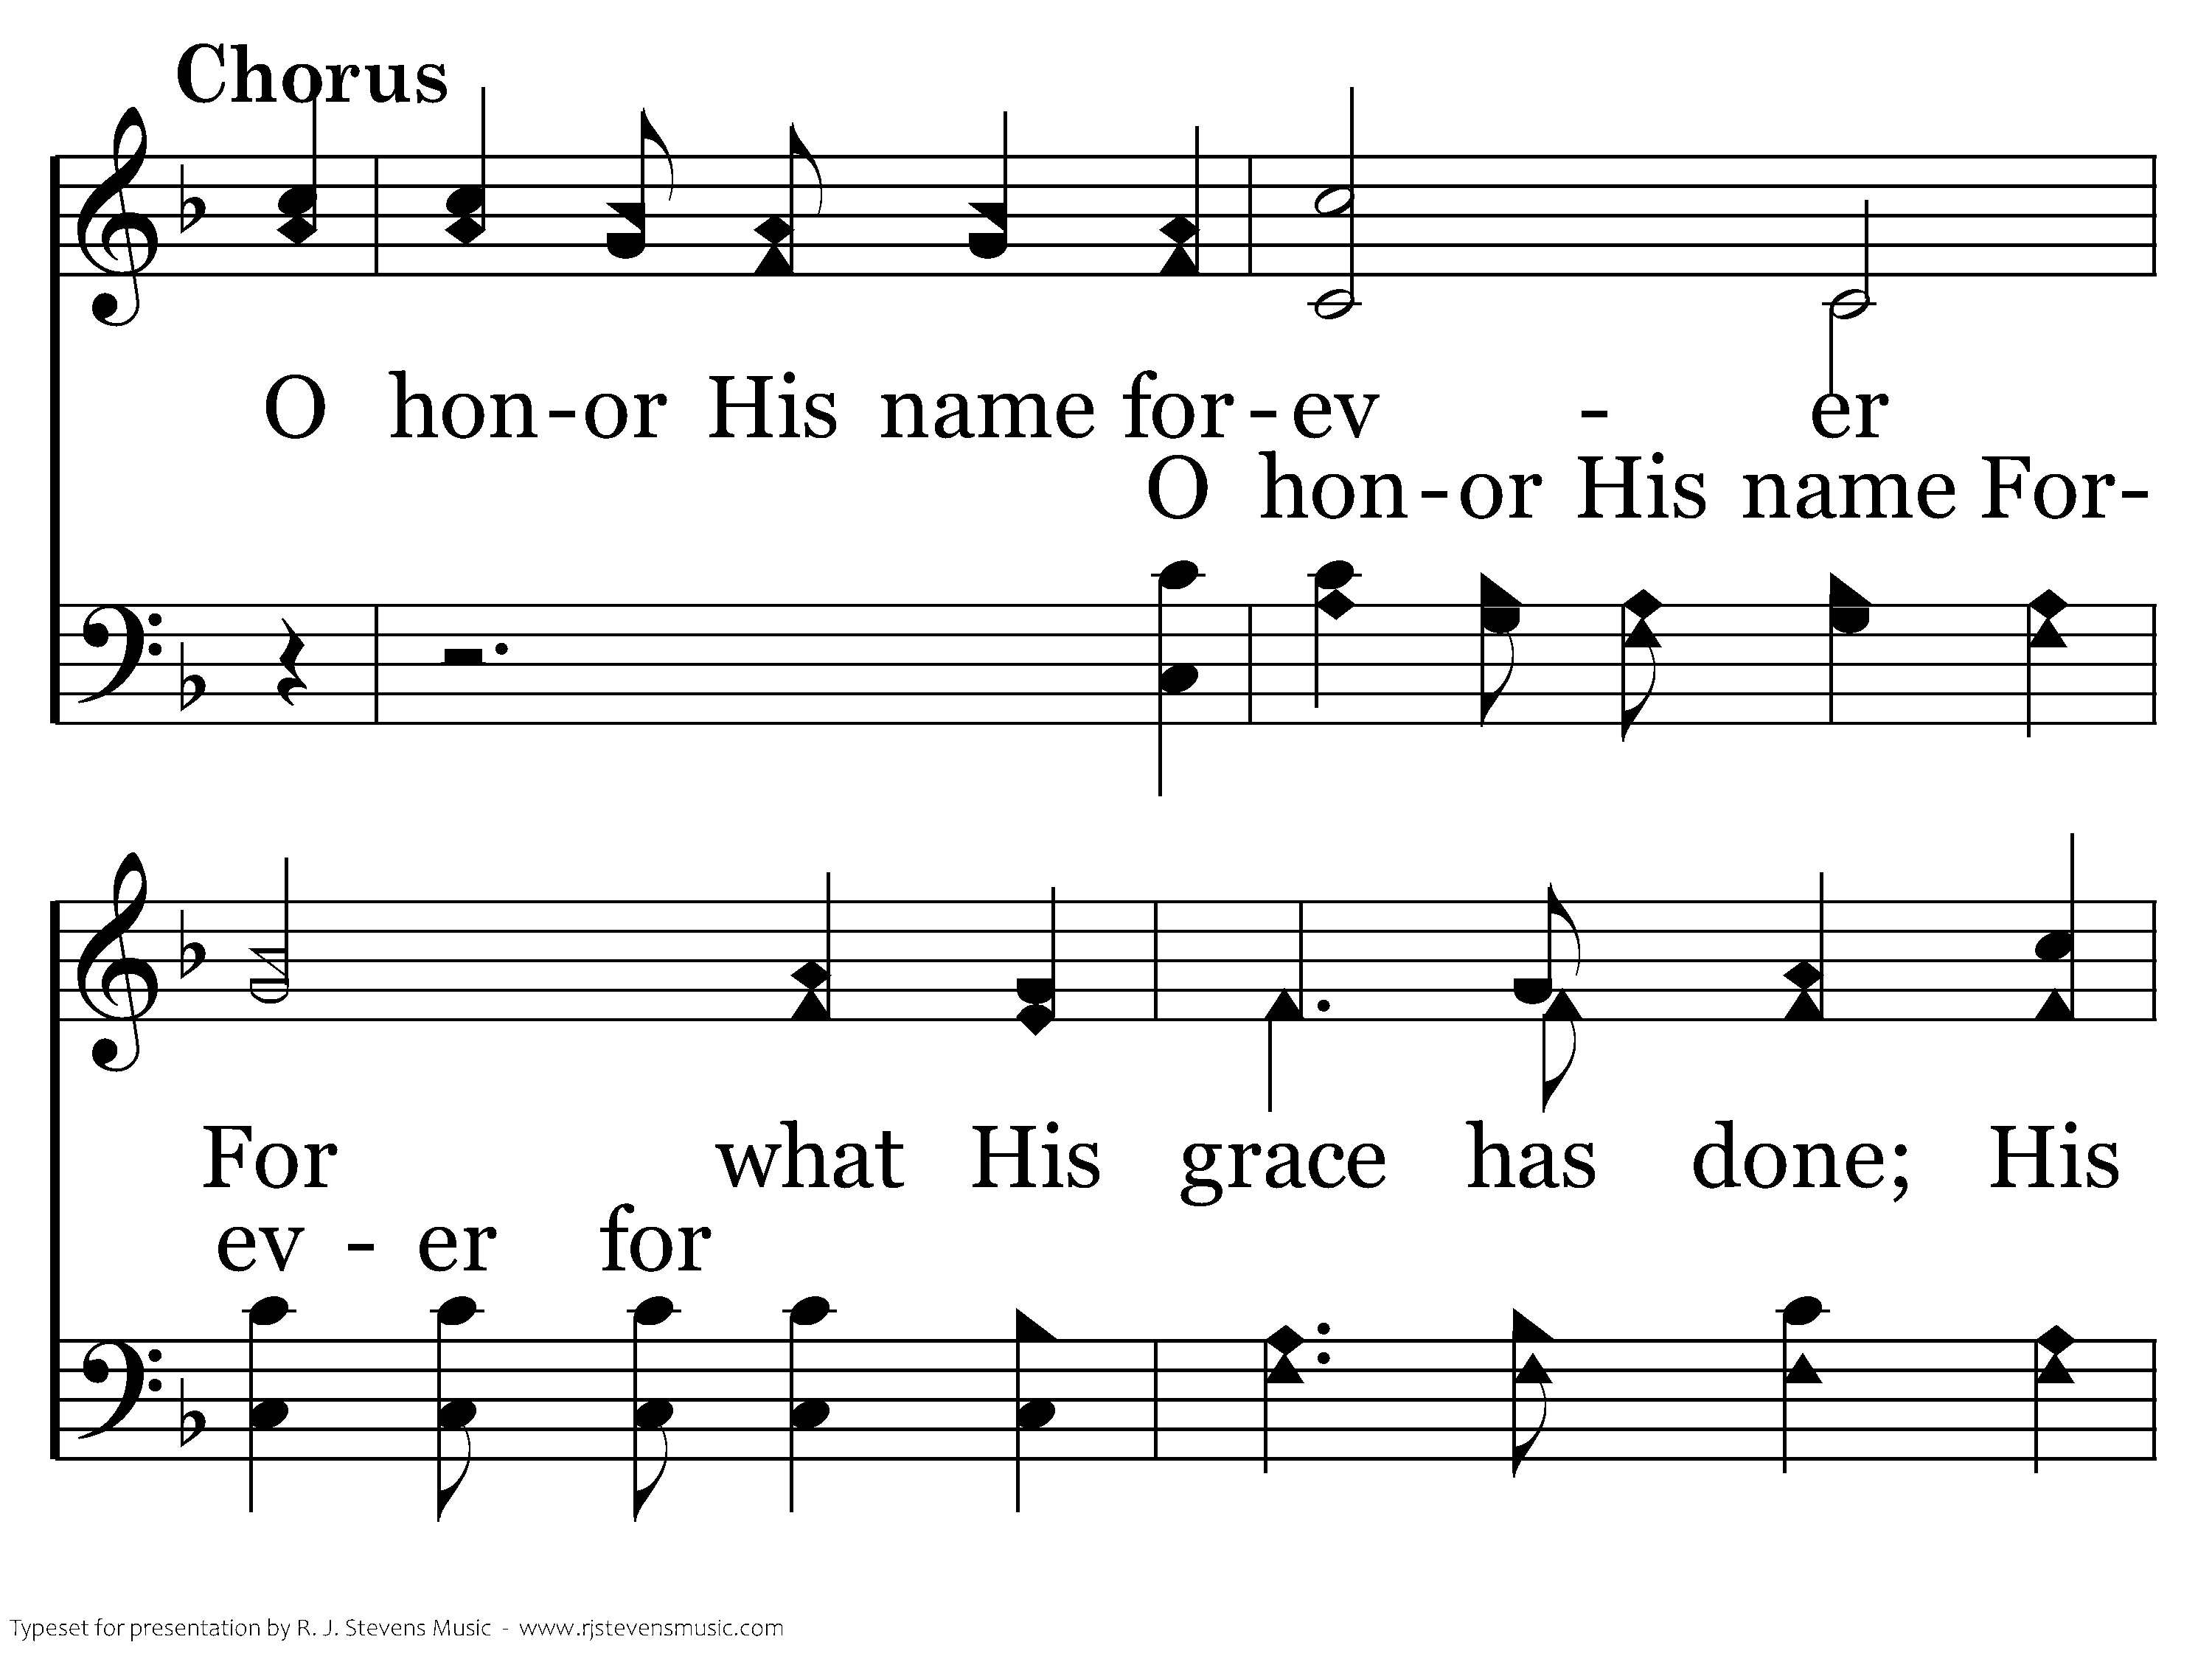 Chorus
O hon-or His name for-ev - er
O hon-or His name For-
For what His grace has done; His
ev - er for
Typeset for presentation by R. J. Stevens Music - www.rjstevensmusic.com